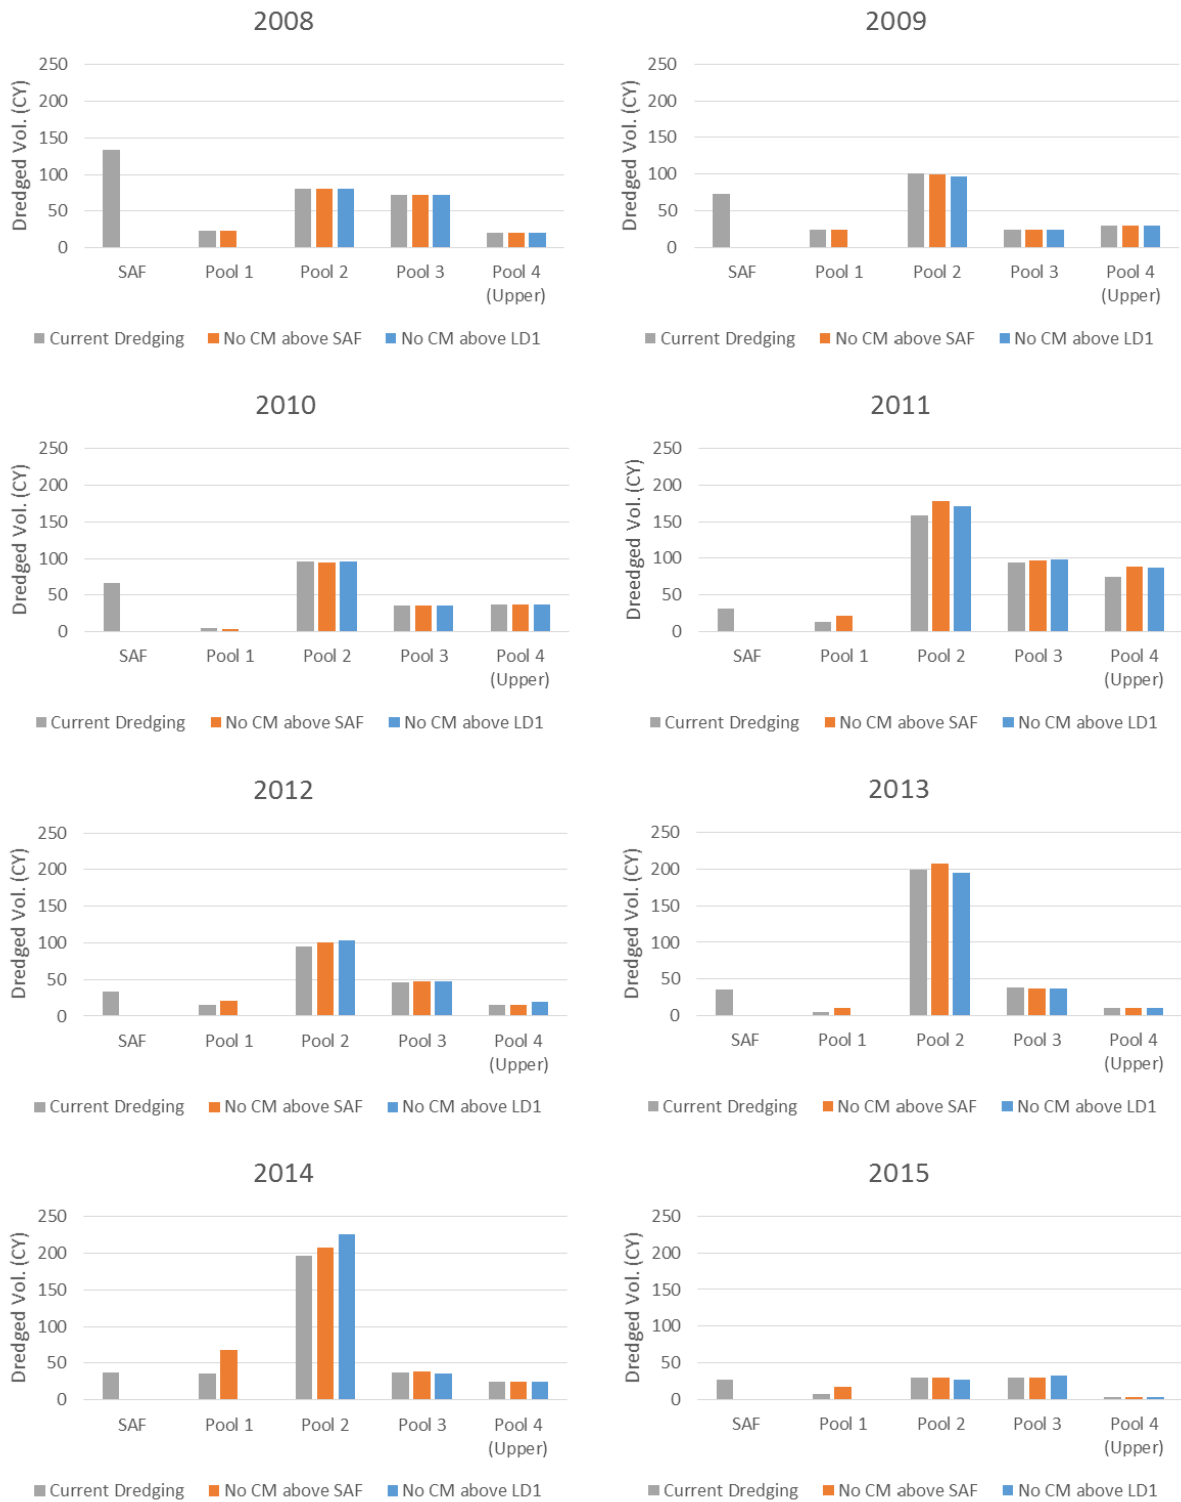 2008
Dredged Vol. (CY)
250
200
150
100
50
0
SAF Pool 1 Pool 2 Pool 3 Pool 4
(Upper)
Current Dredging No CM above SAF No CM above LD1
2009
Dredged Vol. (CY)
250
200
150
100
50
0
SAF Pool 1 Pool 2 Pool 3 Pool 4
(Upper)
Current Dredging No CM above SAF No CM above LD1
2010
Dredged Vol. (CY)
250
200
150
100
50
0
SAF Pool 1 Pool 2 Pool 3 Pool 4
(Upper)
Current Dredging No CM above SAF No CM above LD1
2011
Dreedged Vol. (CY)
250
200
150
100
50
0
SAF Pool 1 Pool 2 Pool 3 Pool 4
(Upper)
Current Dredging No CM above SAF No CM above LD1
2012
Dredged Vol. (CY)
250
200
150
100
50
0
SAF Pool 1 Pool 2 Pool 3 Pool 4
(Upper)
Current Dredging No CM above SAF No CM above LD1
2013
Dredged Vol. (CY)
250
200
150
100
50
0
SAF Pool 1 Pool 2 Pool 3 Pool 4
(Upper)
Current Dredging No CM above SAF No CM above LD1
2014
Dredged Vol. (CY)
250
200
150
100
50
0
SAF Pool 1 Pool 2 Pool 3 Pool 4
(Upper)
Current Dredging No CM above SAF No CM above LD1
2015
Dredged Vol. (CY)
250
200
150
100
50
0
SAF Pool 1 Pool 2 Pool 3 Pool 4
(Upper)
Current Dredging No CM above SAF No CM above LD1